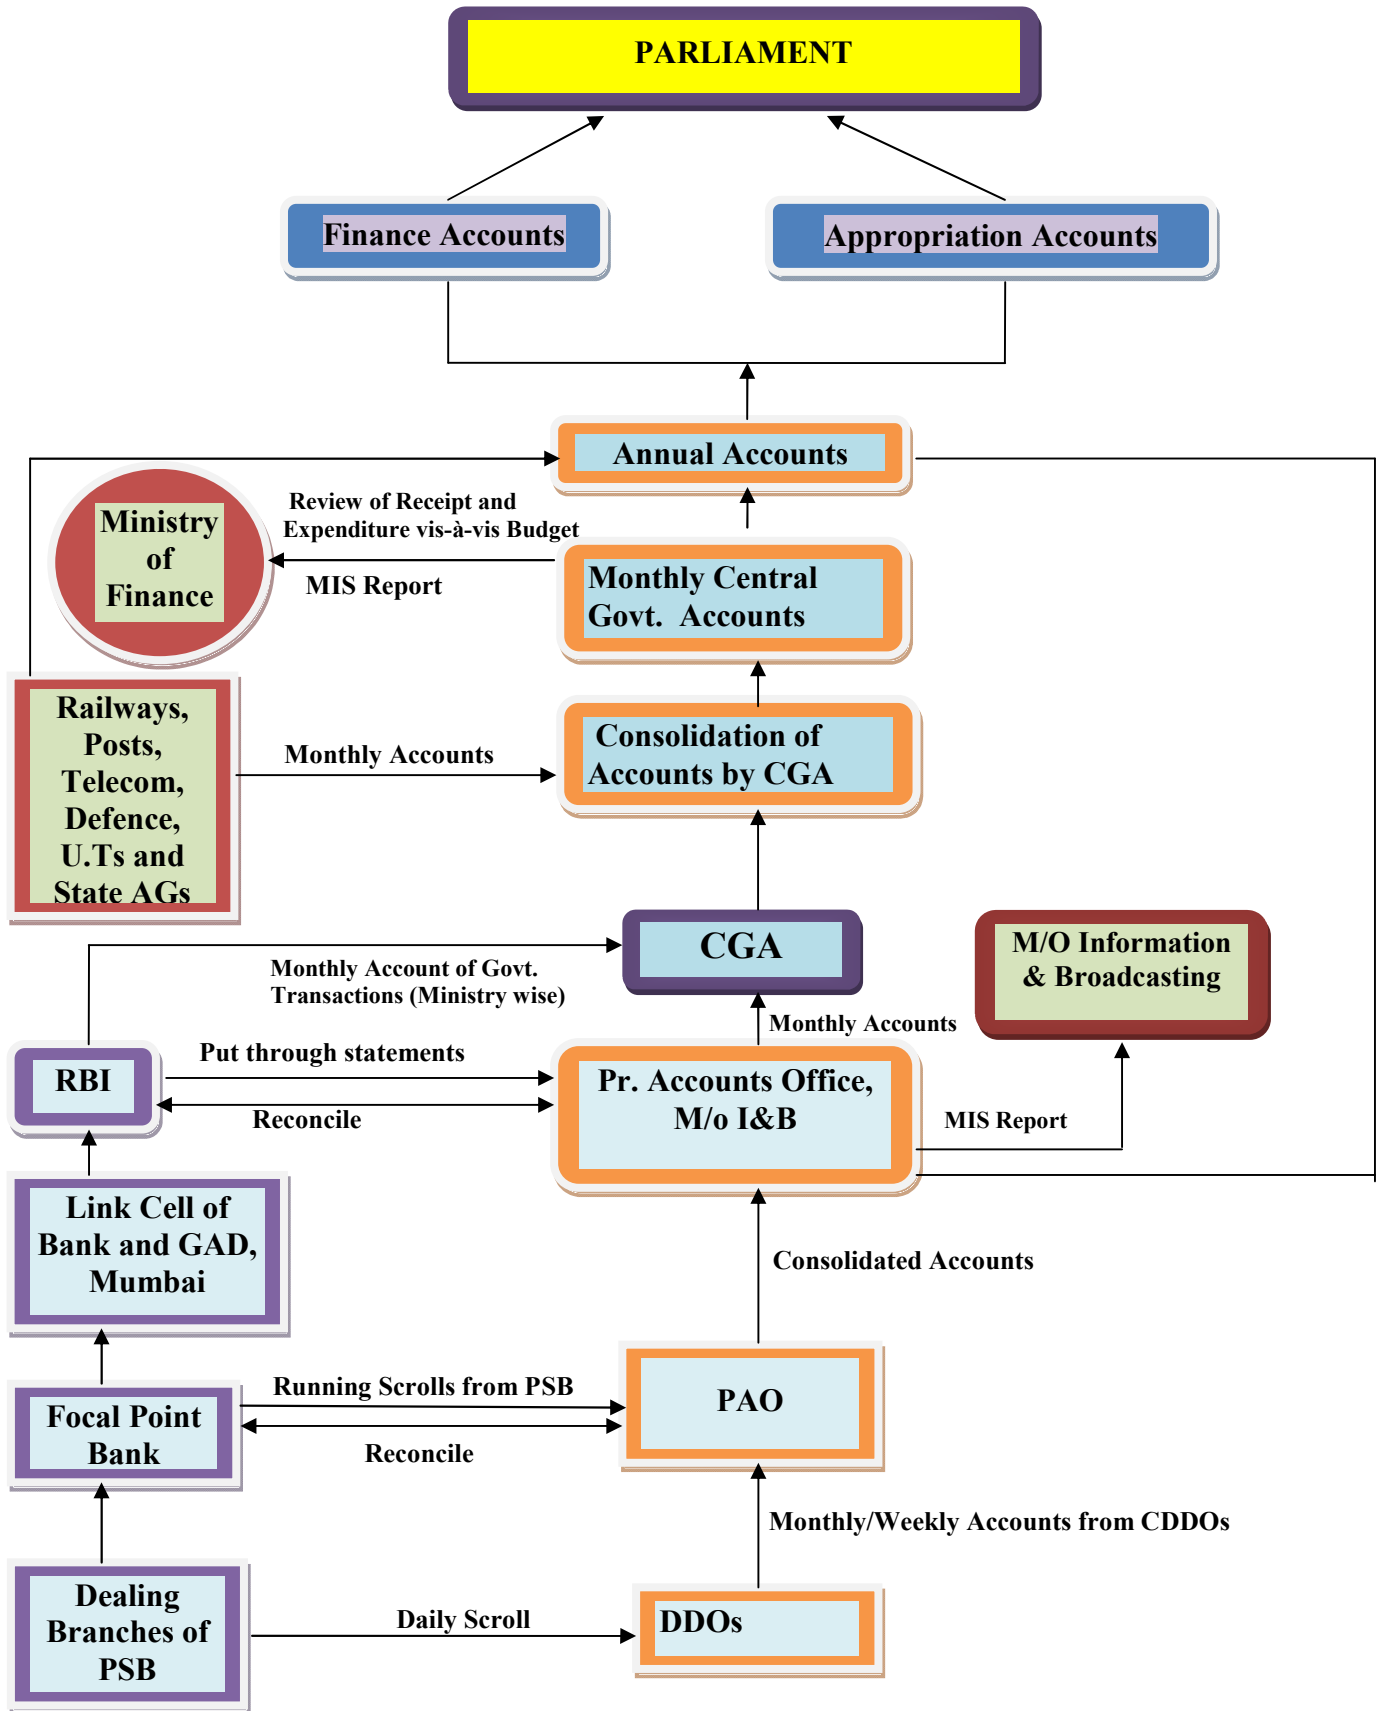 PARLIAMENT
Finance Accounts
Appropriation Accounts
Annual Accounts
Review of Receipt and
Expenditure vis-à-vis Budget
Ministry
of
Finance
MIS Report
Monthly Central
Govt. Accounts
Railways,
Posts,
Telecom,
Defence,
U.Ts and
State AGs
Monthly Accounts
Consolidation of
Accounts by CGA
CGA
M/O Information
& Broadcasting
Monthly Account of Govt.
Transactions (Ministry wise)
Monthly Accounts
RBI
Put through statements
Reconcile
Pr. Accounts Office,
M/o I&B
MIS Report
Link Cell of
Bank and GAD,
Mumbai
Consolidated Accounts
Focal Point
Bank
Running Scrolls from PSB
Reconcile
PAO
Monthly/Weekly Accounts from CDDOs
Dealing
Branches of
PSB
Daily Scroll
DDOs